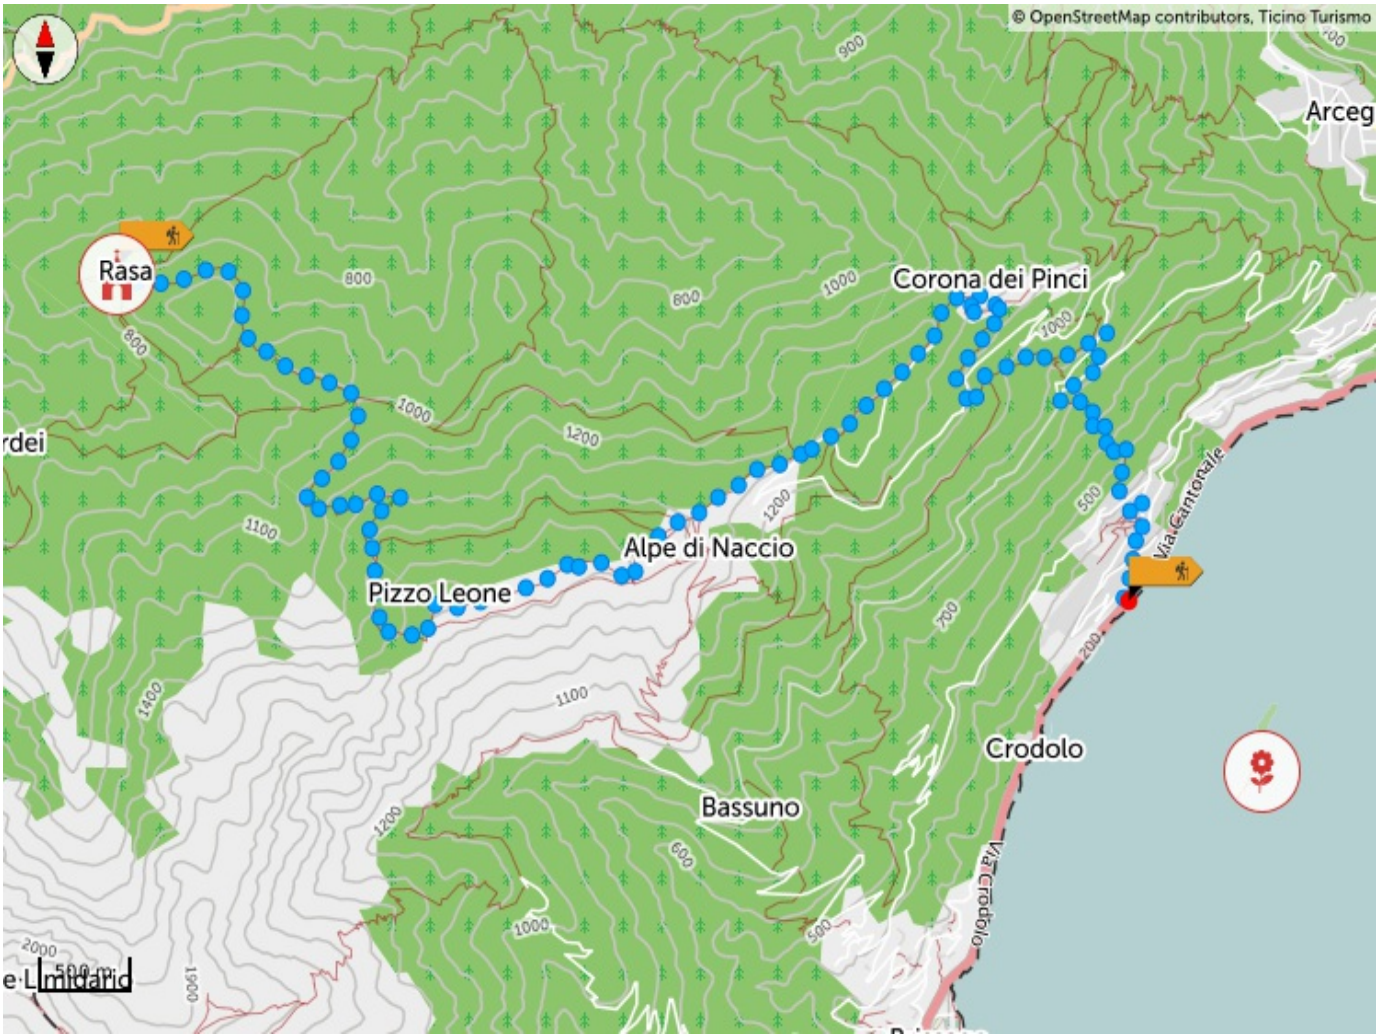 © OpenStreetMap contributors, Ticino Turismo
900
Arceg
Rasa
800
800
1000
Corona dei Pinci
800
1000
1000
rdei
1200
1100
1200
500
Via Cantonale
Alpe di Naccio
Pizzo Leone
700
200
1400
1100
Crodolo
Bassuno
1200
600
Via Crodolo
1000
500
2000
1900
500 m
e Limidario